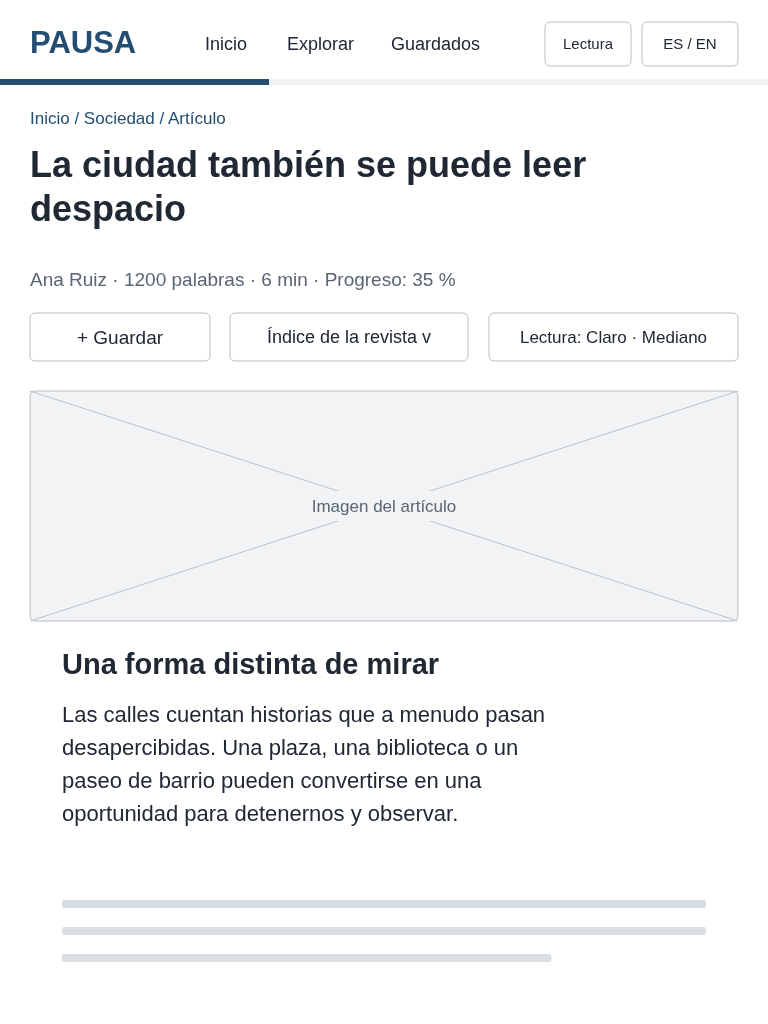 PAUSA
Inicio
Explorar
Guardados
Lectura
ES / EN
Inicio / Sociedad / Artículo
La ciudad también se puede leer
despacio
Ana Ruiz · 1200 palabras · 6 min · Progreso: 35 %
+ Guardar
Índice de la revista v
Lectura: Claro · Mediano
Imagen del artículo
Una forma distinta de mirar
Las calles cuentan historias que a menudo pasan
desapercibidas. Una plaza, una biblioteca o un
paseo de barrio pueden convertirse en una
oportunidad para detenernos y observar.